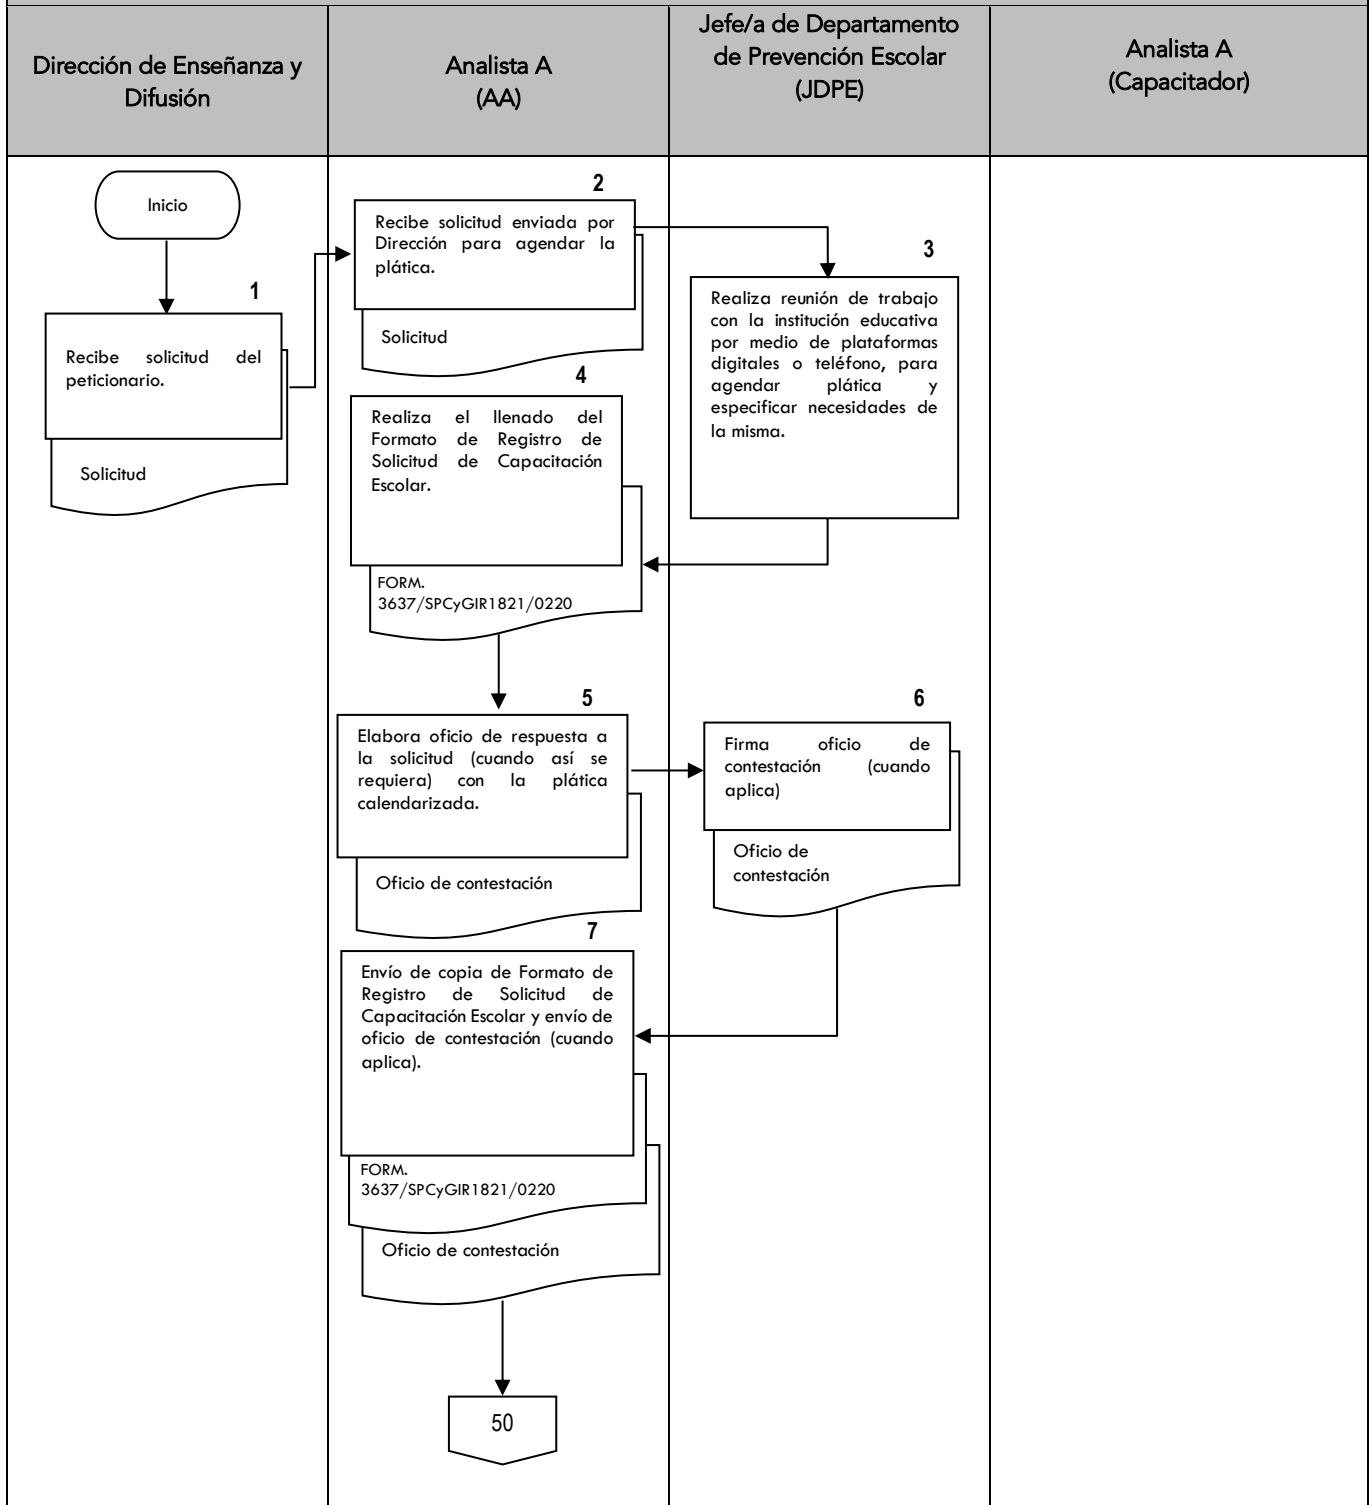 Dirección de Enseñanza y
Difusión
Analista A
(AA)
Jefe/a de Departamento
de Prevención Escolar
(JDPE)
Analista A
(Capacitador)
Inicio
1
Recibe solicitud del
peticionario.
Solicitud
2
Recibe solicitud enviada por
Dirección para agendar la
plática.
Solicitud
3
Realiza reunión de trabajo
con la institución educativa
por medio de plataformas
digitales o teléfono, para
agendar plática y
especificar necesidades de
la misma.
4
Realiza el llenado del
Formato de Registro de
Solicitud de Capacitación
Escolar.
FORM.
3637/SPCyGIR1821/0220
5
Elabora oficio de respuesta a
la solicitud (cuando así se
requiera) con la plática
calendarizada.
Oficio de contestación
6
Firma oficio de
contestación (cuando
aplica)
Oficio de
contestación
7
Envío de copia de Formato de
Registro de Solicitud de
Capacitación Escolar y envío de
oficio de contestación (cuando
aplica).
FORM.
3637/SPCyGIR1821/0220
Oficio de contestación
50